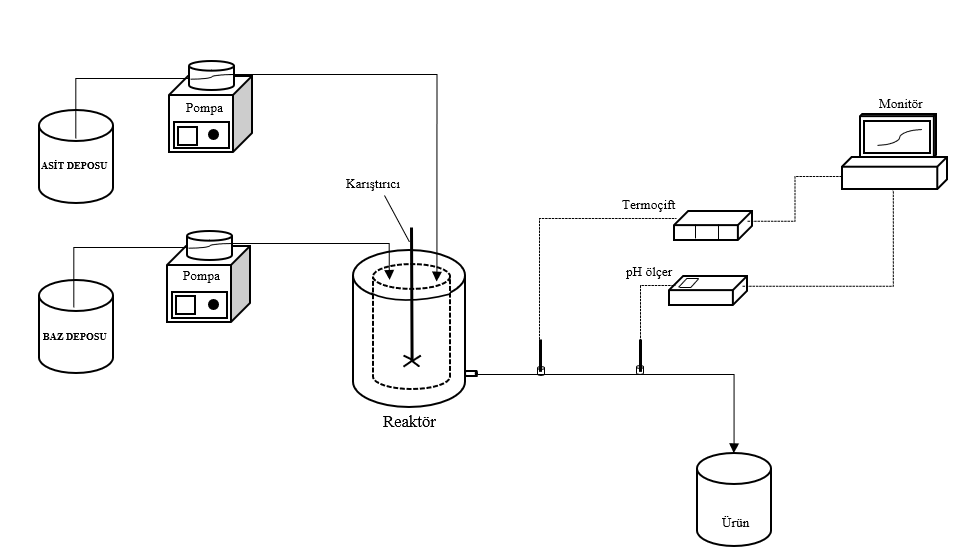 Pompa
Monitör
ASİT DEPOSU
Karıştırıcı
Termoçift
Pompa
pH ölçer
BAZ DEPOSU
Reaktör
Ürün